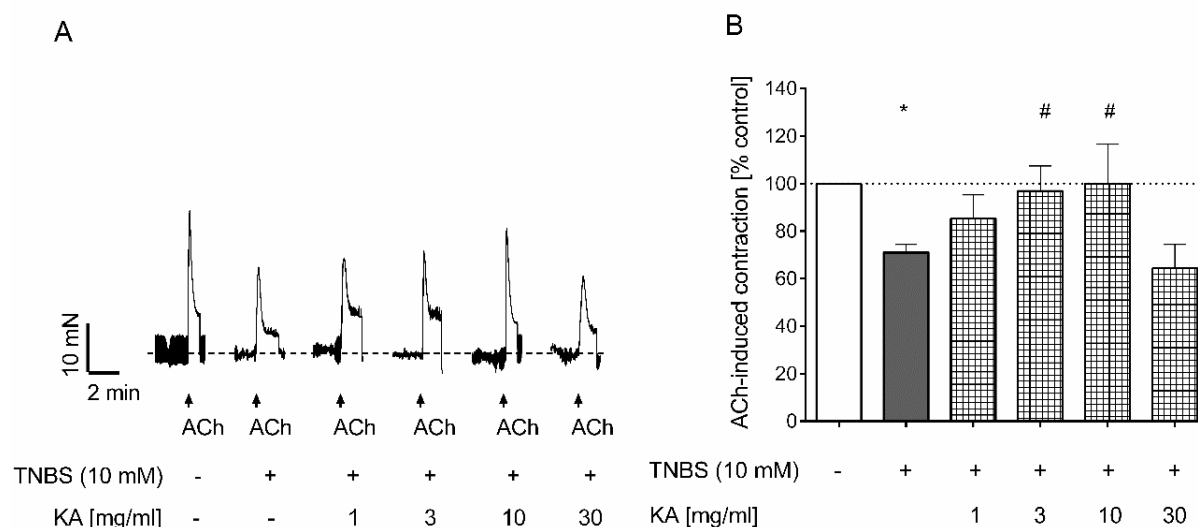 A
10 mN
2 min
ACh ACh ACh ACh ACh ACh
TNBS (10 mM) - + + + + +
KA [mg/ml] - - 1 3 10 30
B
ACh-induced contraction [% control]
140
120
100
80
60
40
20
0
* # #
TNBS (10 mM) - + + + + +
KA [mg/ml] 1 3 10 30